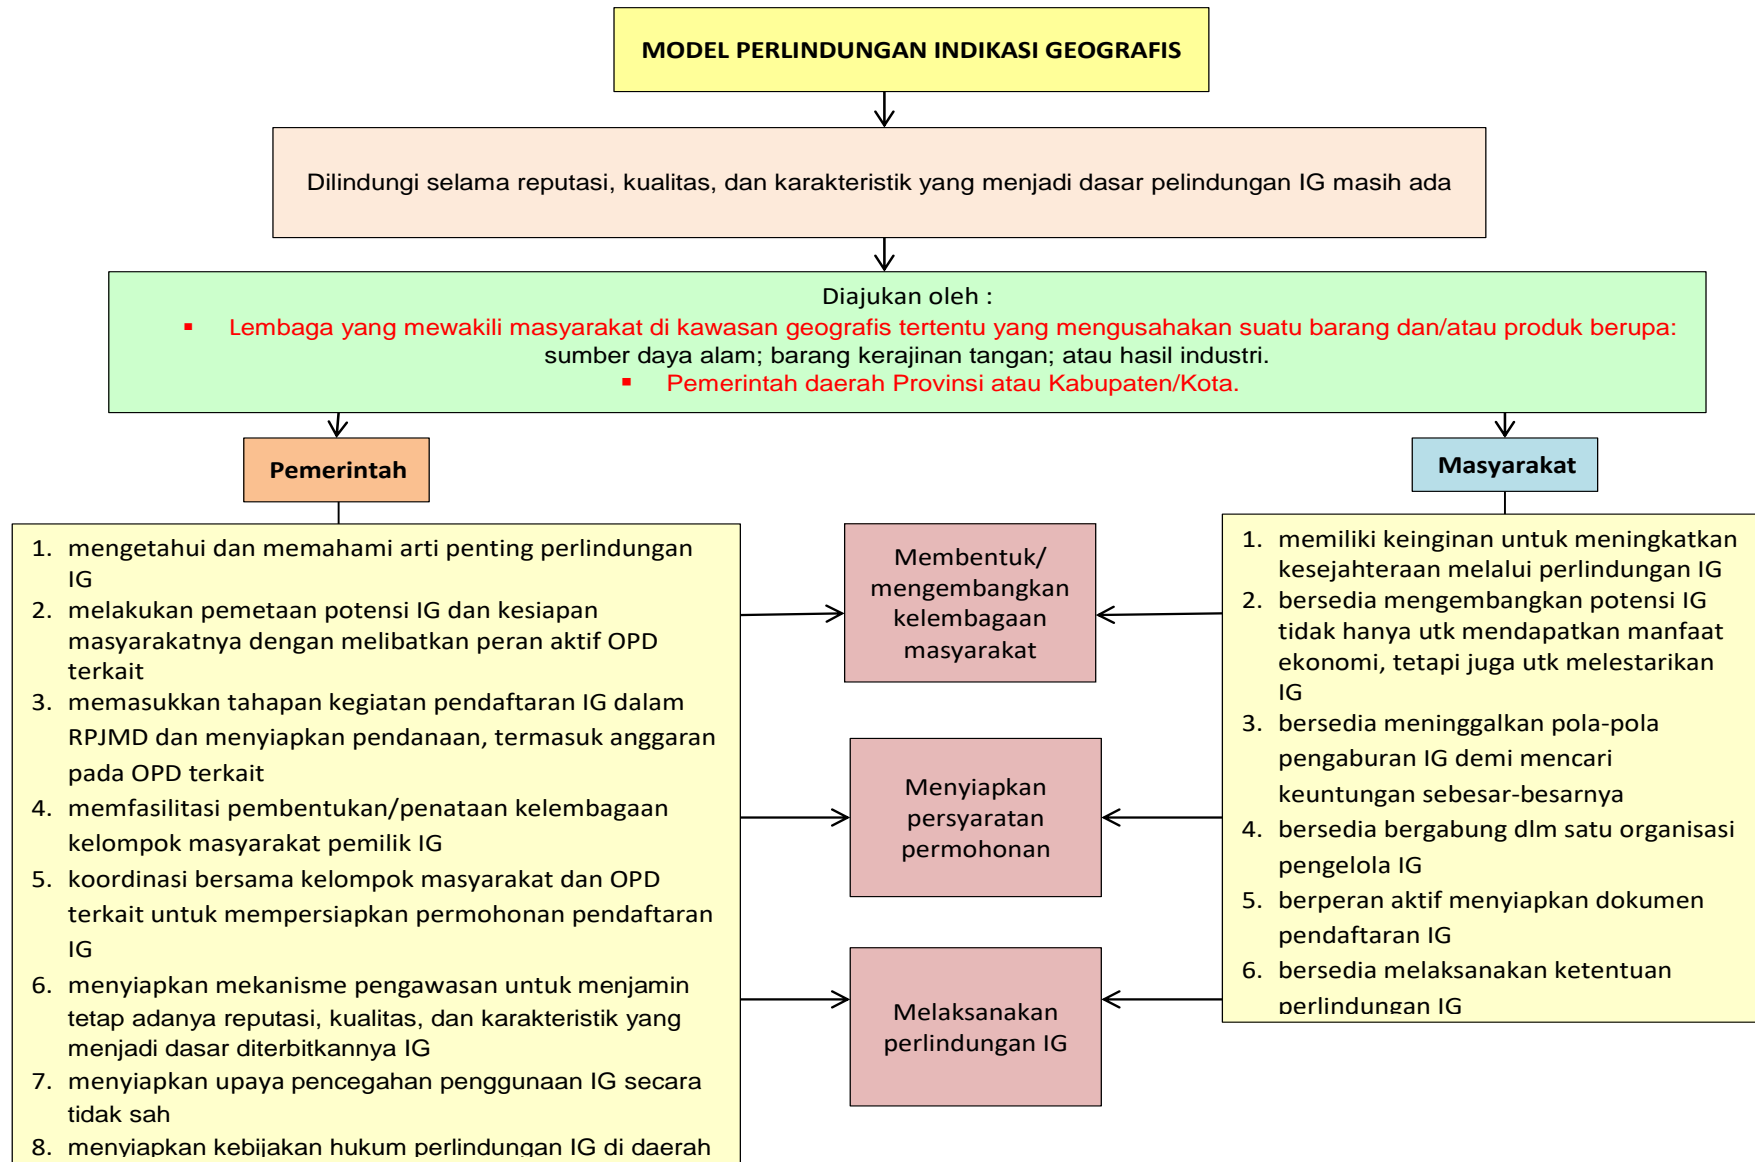 MODEL PERLINDUNGAN INDIKASI GEOGRAFIS
Dilindungi selama reputasi, kualitas, dan karakteristik yang menjadi dasar pelindungan IG masih ada
Diajukan oleh :
▪ Lembaga yang mewakili masyarakat di kawasan geografis tertentu yang mengusahakan suatu barang dan/atau produk berupa:
sumber daya alam; barang kerajinan tangan; atau hasil industri.
▪ Pemerintah daerah Provinsi atau Kabupaten/Kota.
Pemerintah
1. mengetahui dan memahami arti penting perlindungan
IG
2. melakukan pemetaan potensi IG dan kesiapan
masyarakatnya dengan melibatkan peran aktif OPD
terkait
3. memasukkan tahapan kegiatan pendaftaran IG dalam
RPJMD dan menyiapkan pendanaan, termasuk anggaran
pada OPD terkait
4. memfasilitasi pembentukan/penataan kelembagaan
kelompok masyarakat pemilik IG
5. koordinasi bersama kelompok masyarakat dan OPD
terkait untuk mempersiapkan permohonan pendaftaran
IG
6. menyiapkan mekanisme pengawasan untuk menjamin
tetap adanya reputasi, kualitas, dan karakteristik yang
menjadi dasar diterbitkannya IG
7. menyiapkan upaya pencegahan penggunaan IG secara
tidak sah
8. menyiapkan kebijakan hukum perlindungan IG di daerah
Membentuk/
mengembangkan
kelembagaan
masyarakat
Menyiapkan
persyaratan
permohonan
Melaksanakan
perlindungan IG
Masyarakat
1. memiliki keinginan untuk meningkatkan
kesejahteraan melalui perlindungan IG
2. bersedia mengembangkan potensi IG
tidak hanya utk mendapatkan manfaat
ekonomi, tetapi juga utk melestarikan
IG
3. bersedia meninggalkan pola-pola
pengaburan IG demi mencari
keuntungan sebesar-besarnya
4. bersedia bergabung dlm satu organisasi
pengelola IG
5. berperan aktif menyiapkan dokumen
pendaftaran IG
6. bersedia melaksanakan ketentuan
perlindungan IG